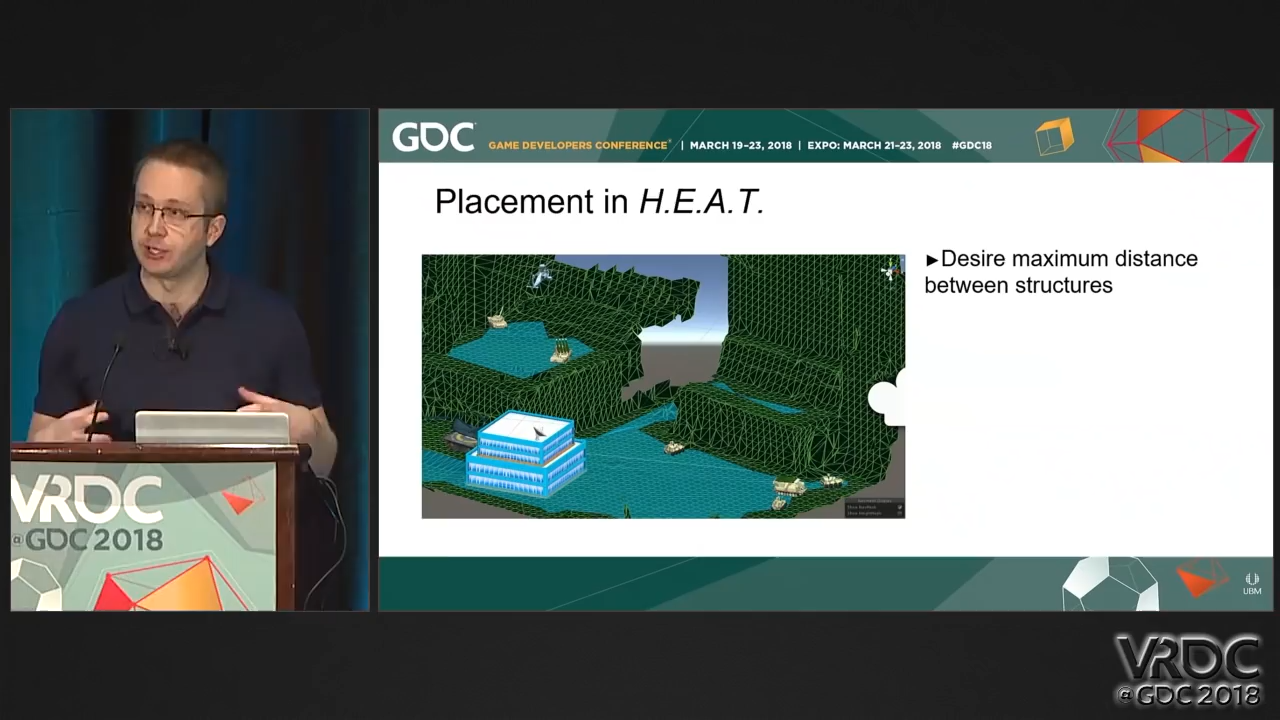 GDC
GAME DEVELOPERS CONFERENCE® | MARCH 19–23, 2018 | EXPO: MARCH 21–23, 2018 #GDC18
Placement in H.E.A.T.
►Desire maximum distance
between structures
VRDC
@GDC 2018
UBM
VRDC
@GDC 2018